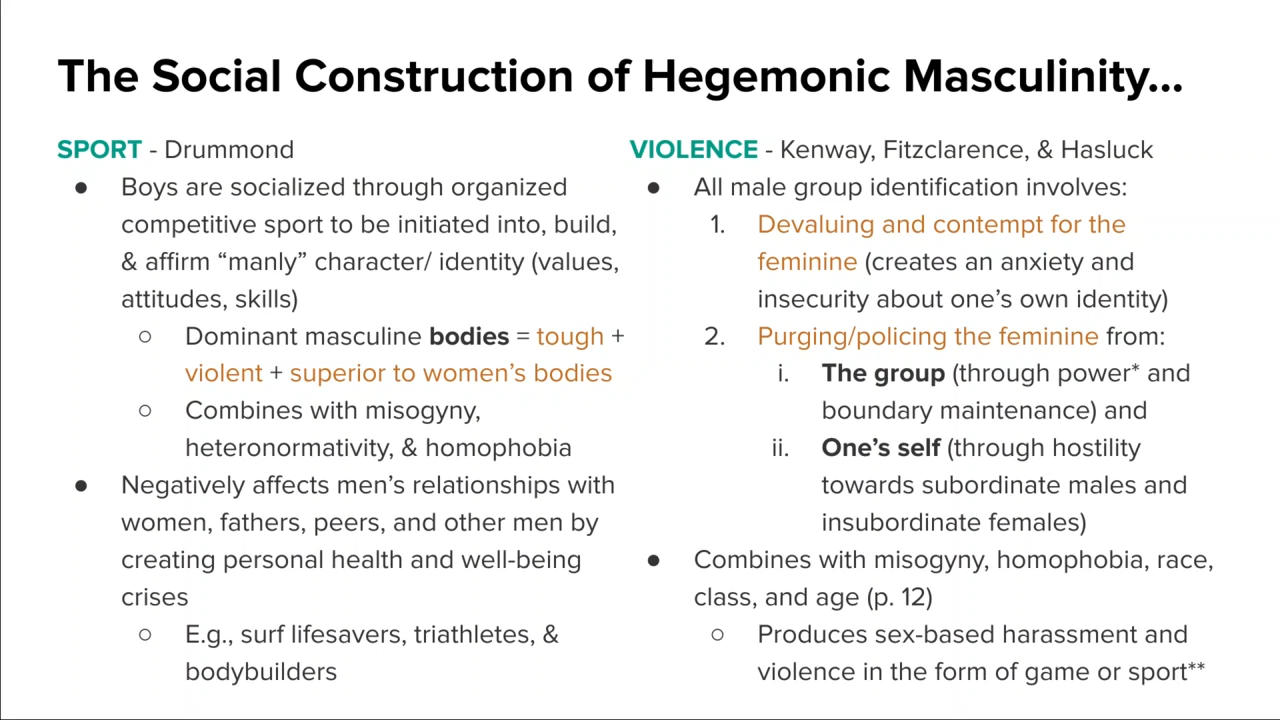 The Social Construction of Hegemonic Masculinity...
SPORT - Drummond
● Boys are socialized through organized
competitive sport to be initiated into, build,
& affirm “manly” character/ identity (values,
attitudes, skills)
○ Dominant masculine bodies = tough +
violent + superior to women’s bodies
○ Combines with misogyny,
heteronormativity, & homophobia
● Negatively affects men’s relationships with
women, fathers, peers, and other men by
creating personal health and well-being
crises
○ E.g., surf lifesavers, triathletes, &
bodybuilders
VIOLENCE - Kenway, Fitzclarence, & Hasluck
● All male group identification involves:
1. Devaluing and contempt for the
feminine (creates an anxiety and
insecurity about one’s own identity)
2. Purging/policing the feminine from:
i. The group (through power* and
boundary maintenance) and
ii. One’s self (through hostility
towards subordinate males and
insubordinate females)
● Combines with misogyny, homophobia, race,
class, and age (p. 12)
○ Produces sex-based harassment and
violence in the form of game or sport**